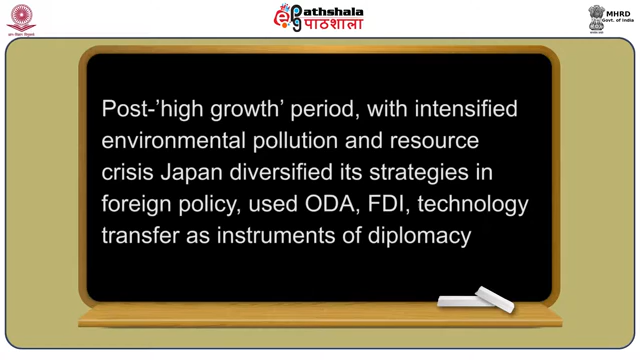 ePathshala
पाठशाला
MHRD
Govt. of India
Post-'high growth' period, with intensified
environmental pollution and resource
crisis Japan diversified its strategies in
foreign policy, used ODA, FDI, technology
transfer as instruments of diplomacy